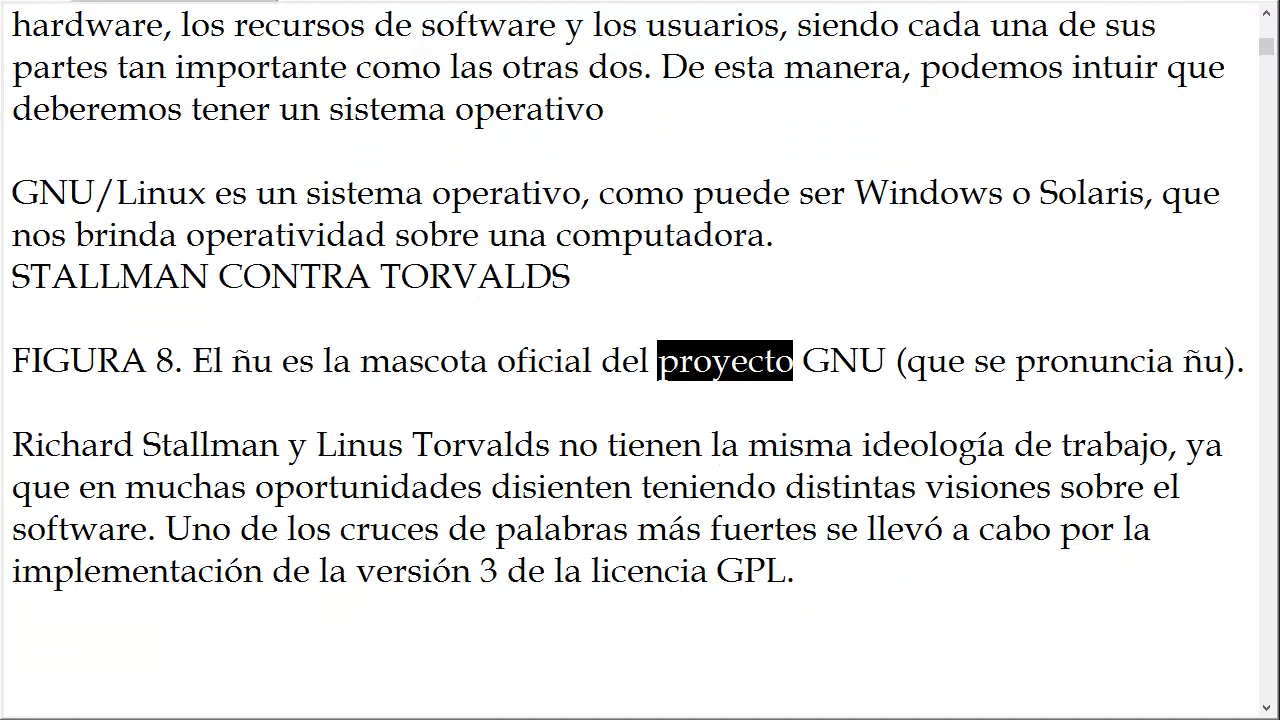 hardware, los recursos de software y los usuarios, siendo cada una de sus
partes tan importante como las otras dos. De esta manera, podemos intuir que
deberemos tener un sistema operativo
GNU/Linux es un sistema operativo, como puede ser Windows o Solaris, que
nos brinda operatividad sobre una computadora.
STALLMAN CONTRA TORVALDS
FIGURA 8. El ñu es la mascota oficial del proyecto GNU (que se pronuncia ñu).
Richard Stallman y Linus Torvalds no tienen la misma ideología de trabajo, ya
que en muchas oportunidades disienten teniendo distintas visiones sobre el
software. Uno de los cruces de palabras más fuertes se llevó a cabo por la
implementación de la versión 3 de la licencia GPL.